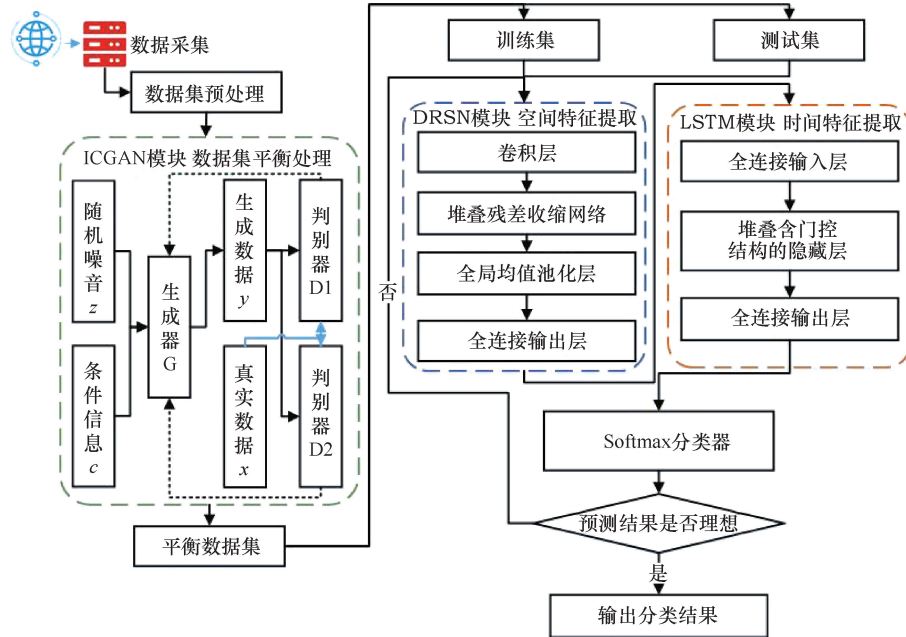 数据采集
数据集预处理
ICGAN模块 数据集平衡处理
随机噪音
z
条件信息
c
生成器
G
生成数据
y
真实数据
x
判别器
D1
判别器
D2
平衡数据集
训练集
测试集
DRSN模块 空间特征提取
卷积层
堆叠残差收缩网络
全局均值池化层
全连接输出层
LSTM模块 时间特征提取
全连接输入层
堆叠含门控
结构的隐藏层
全连接输出层
Softmax分类器
预测结果是否理想
否
是
输出分类结果